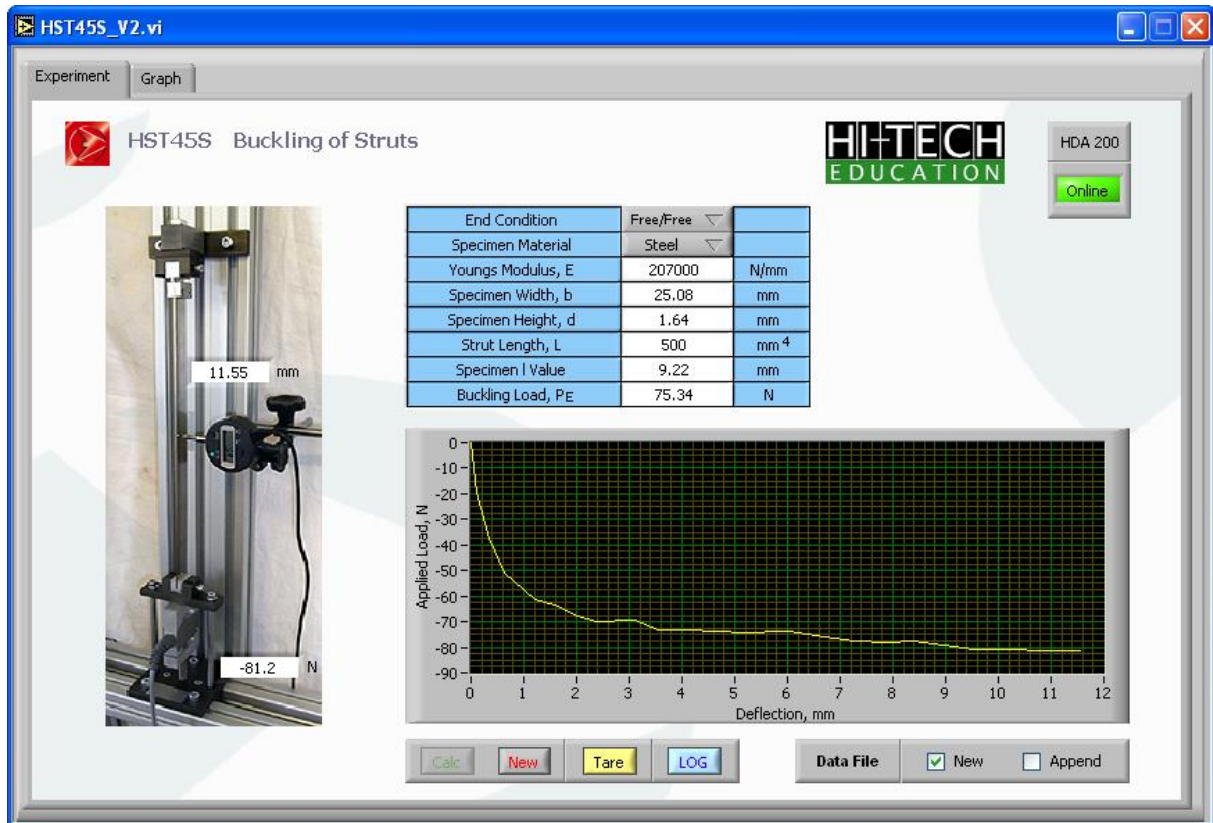 HST45S_V2.vi
Experiment Graph
HST45S Buckling of Struts
HI-TECH
EDUCATION
HDA 200
Online
End Condition Free/Free
Specimen Material Steel
Youngs Modulus, E 207000 N/mm
Specimen Width, b 25.08 mm
Specimen Height, d 1.64 mm
Strut Length, L 500 mm 4
Specimen I Value 9.22 mm
Buckling Load, PE 75.34 N
11.55 mm
-81.2 N
Applied Load, N
0
-10
-20
-30
-40
-50
-60
-70
-80
-90
0 1 2 3 4 5 6 7 8 9 10 11 12
Deflection, mm
Calc New Tare LOG
Data File New Append